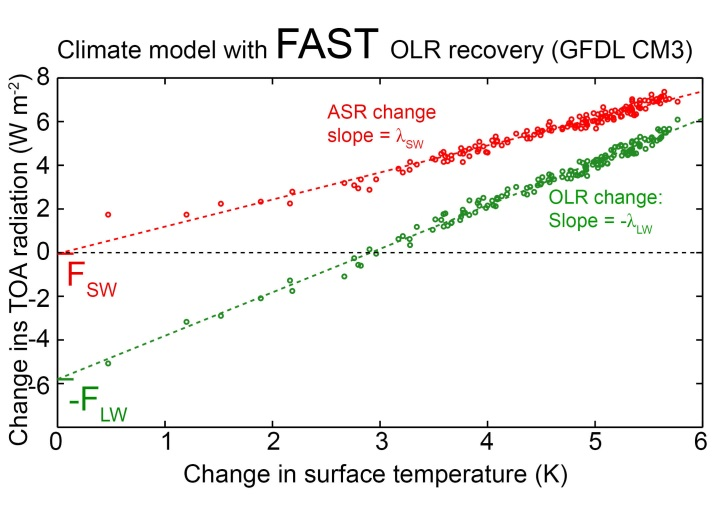 Climate model with FAST OLR recovery (GFDL CM3)
Change ins TOA radiation (W m-2)
8
6
4
2
0
-2
-4
-6
ASR change
slope = λSW
OLR change:
Slope = -λLW
FSW
-FLW
0 1 2 3 4 5 6
Change in surface temperature (K)